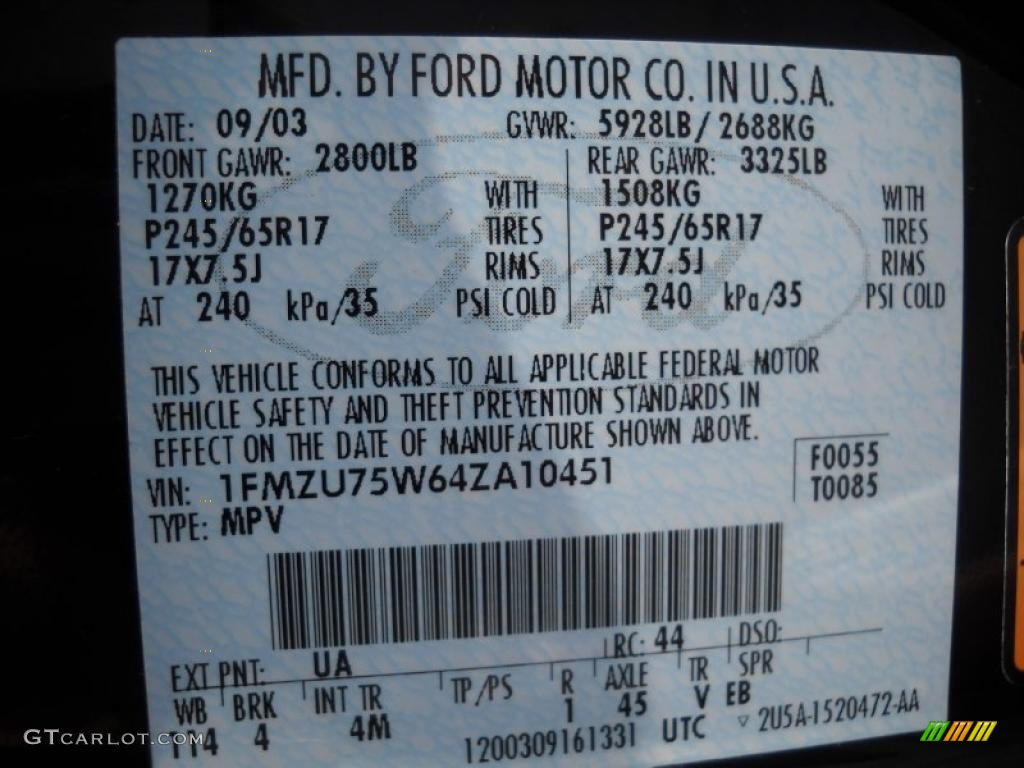 MFD. BY FORD MOTOR CO. IN U.S.A.
DATE: 09/03 GVWR: 5928LB/ 2688KG
FRONT GAWR: 2800LB REAR GAWR: 3325LB
1270KG WITH 1508KG WITH
P245/65R17 TIRES P245/65R17 TIRES
17X7.5J RIMS 17X7.5J RIMS
AT 240 kPa/35 PSI COLD AT 240 kPa/35 PSI COLD
Ford
THIS VEHICLE CONFORMS TO ALL APPLICABLE FEDERAL MOTOR
VEHICLE SAFETY AND THEFT PREVENTION STANDARDS IN
EFFECT ON THE DATE OF MANUFACTURE SHOWN ABOVE.
VIN: 1FMZU75W64ZA10451 F0055
TYPE: MPV T0085
EXT PNT: UA RC: 44 DSO:
WB BRK INT TR TP/PS R AXLE TR SPR
114 4 4M 1 45 V EB
1200309161331 UTC 2U5A-1520472-AA
GTCARLOT.COM